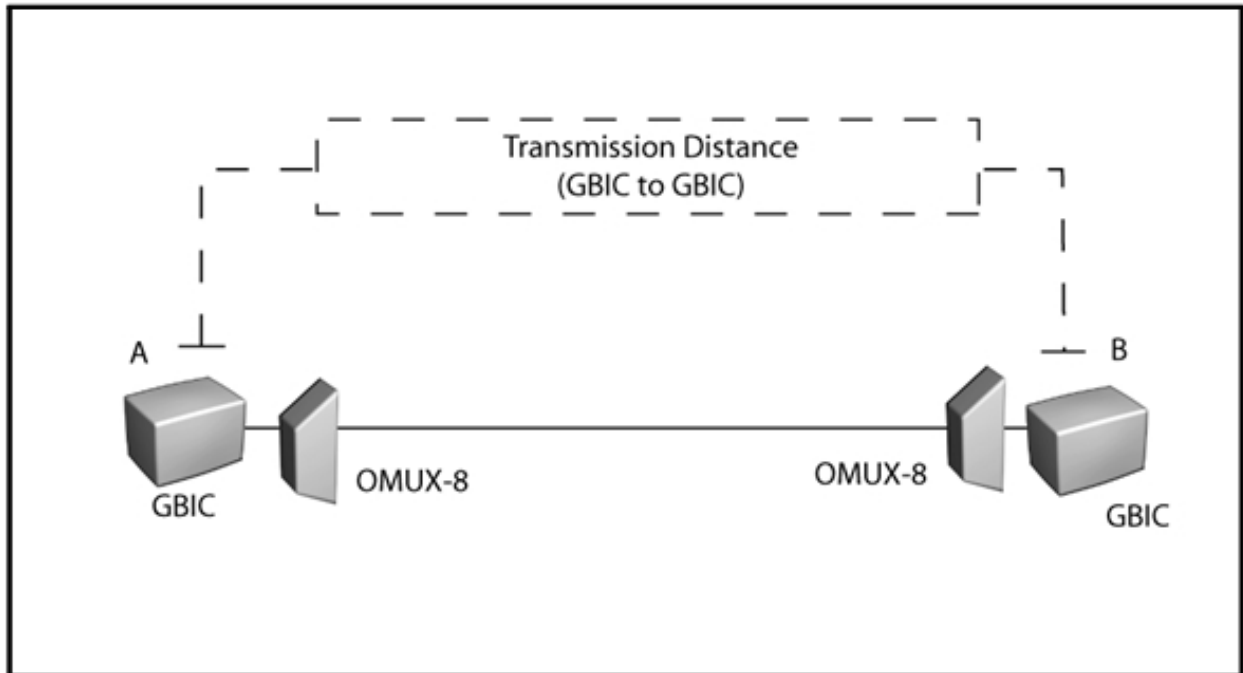 Transmission Distance
(GBIC to GBIC)
A
B
GBIC
OMUX-8
OMUX-8
GBIC